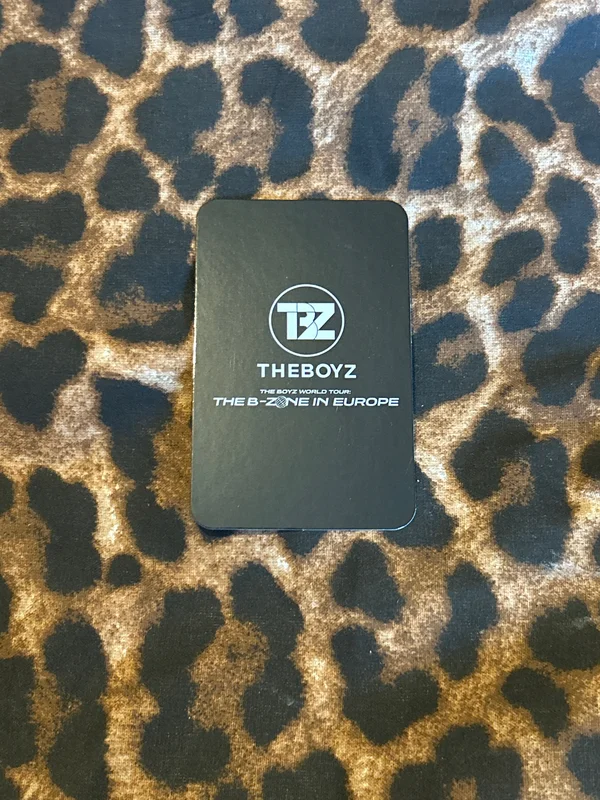 TBZ
THEBOYZ
THE BOYZ WORLD TOUR:
THE B-ZONE IN EUROPE